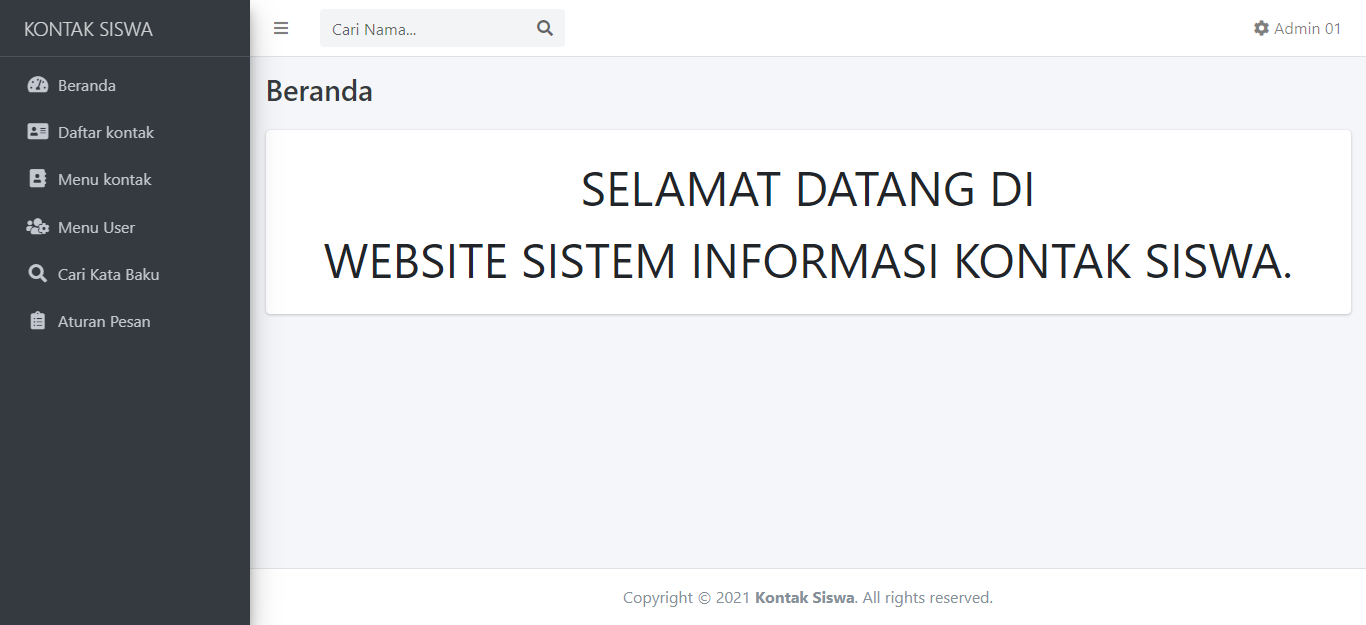 KONTAK SISWA
Cari Nama...
Admin 01
Beranda
Daftar kontak
Menu kontak
Menu User
Cari Kata Baku
Aturan Pesan
Beranda
SELAMAT DATANG DI
WEBSITE SISTEM INFORMASI KONTAK SISWA.
Copyright © 2021 Kontak Siswa. All rights reserved.